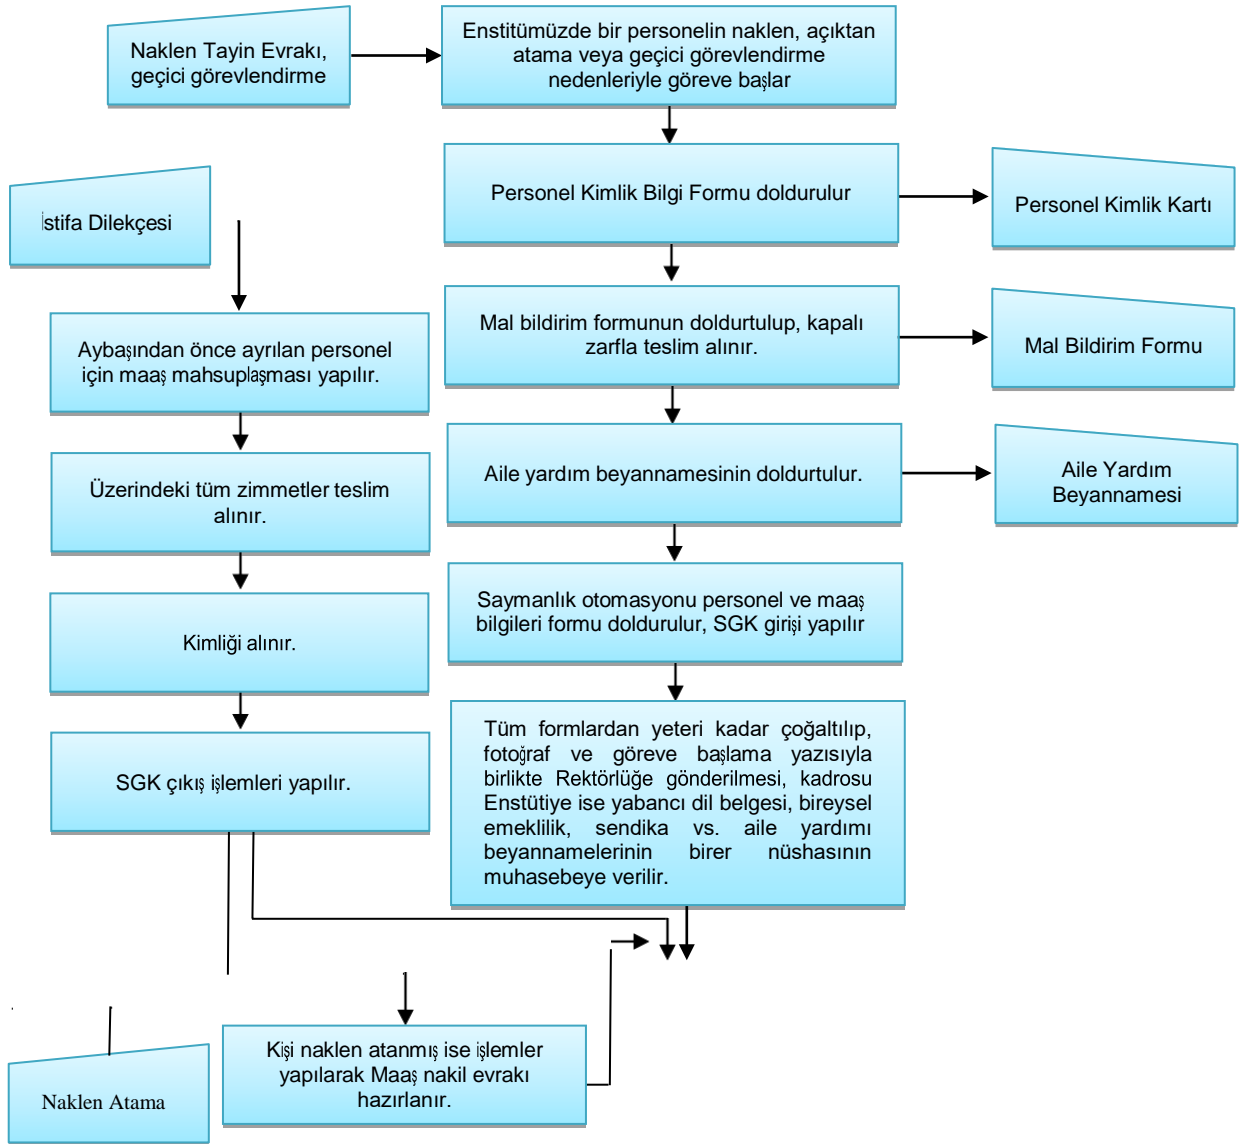 Naklen Tayin Evrakı,
geçici görevlendirme
Enstitümüzde bir personelin naklen, açıktan
atama veya geçici görevlendirme
nedenleriyle göreve başlar
Personel Kimlik Bilgi Formu doldurulur
Personel Kimlik Kartı
İstifa Dilekçesi
Mal bildirim formunun doldurtulup, kapalı
zarfla teslim alınır.
Mal Bildirim Formu
Aybaşından önce ayrılan personel
için maaş mahsuplaşması yapılır.
Aile yardım beyannamesinin doldurtulur.
Aile Yardım
Beyannamesi
Üzerindeki tüm zimmetler teslim
alınır.
Saymanlık otomasyonu personel ve maaş
bilgileri formu doldurulur, SGK girişi yapılır
Kimliği alınır.
Tüm formlardan yeteri kadar çoğaltılıp,
fotoğraf ve göreve başlama yazısıyla
birlikte Rektörlüğe gönderilmesi, kadrosu
Enstütiye ise yabancı dil belgesi, bireysel
emeklilik, sendika vs. aile yardımı
beyannamelerinin birer nüshasının
muhasebeye verilir.
SGK çıkış işlemleri yapılır.
Kişi naklen atanmış ise işlemler
yapılarak Maaş nakil evrakı
hazırlanır.
Naklen Atama